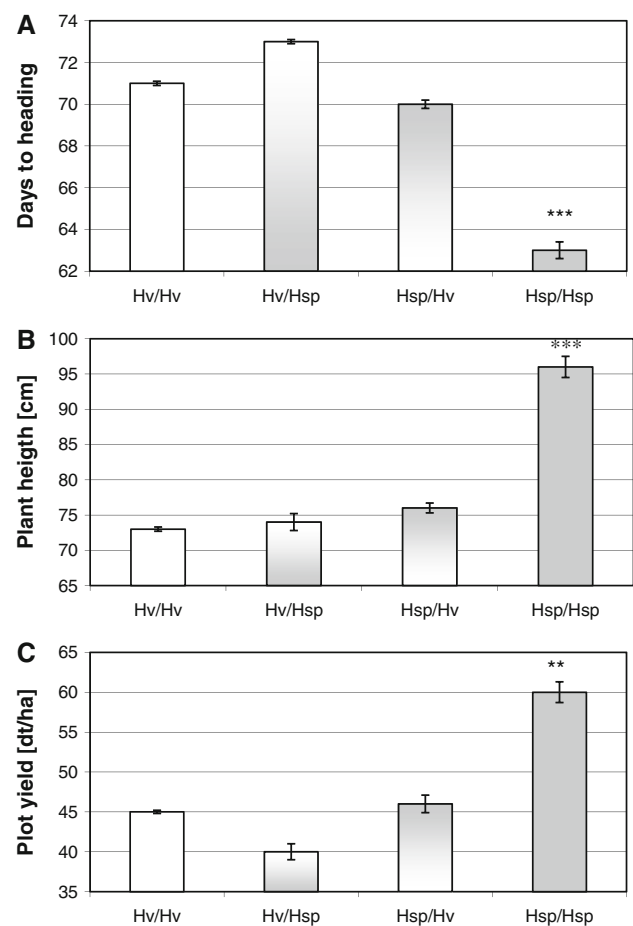 A
Days to heading
74
72
70
68
66
64
62
***
Hv/Hv Hv/Hsp Hsp/Hv Hsp/Hsp
B
Plant heigth [cm]
100
95
90
85
80
75
70
65
***
Hv/Hv Hv/Hsp Hsp/Hv Hsp/Hsp
C
Plot yield [dt/ha]
65
60
55
50
45
40
35
**
Hv/Hv Hv/Hsp Hsp/Hv Hsp/Hsp